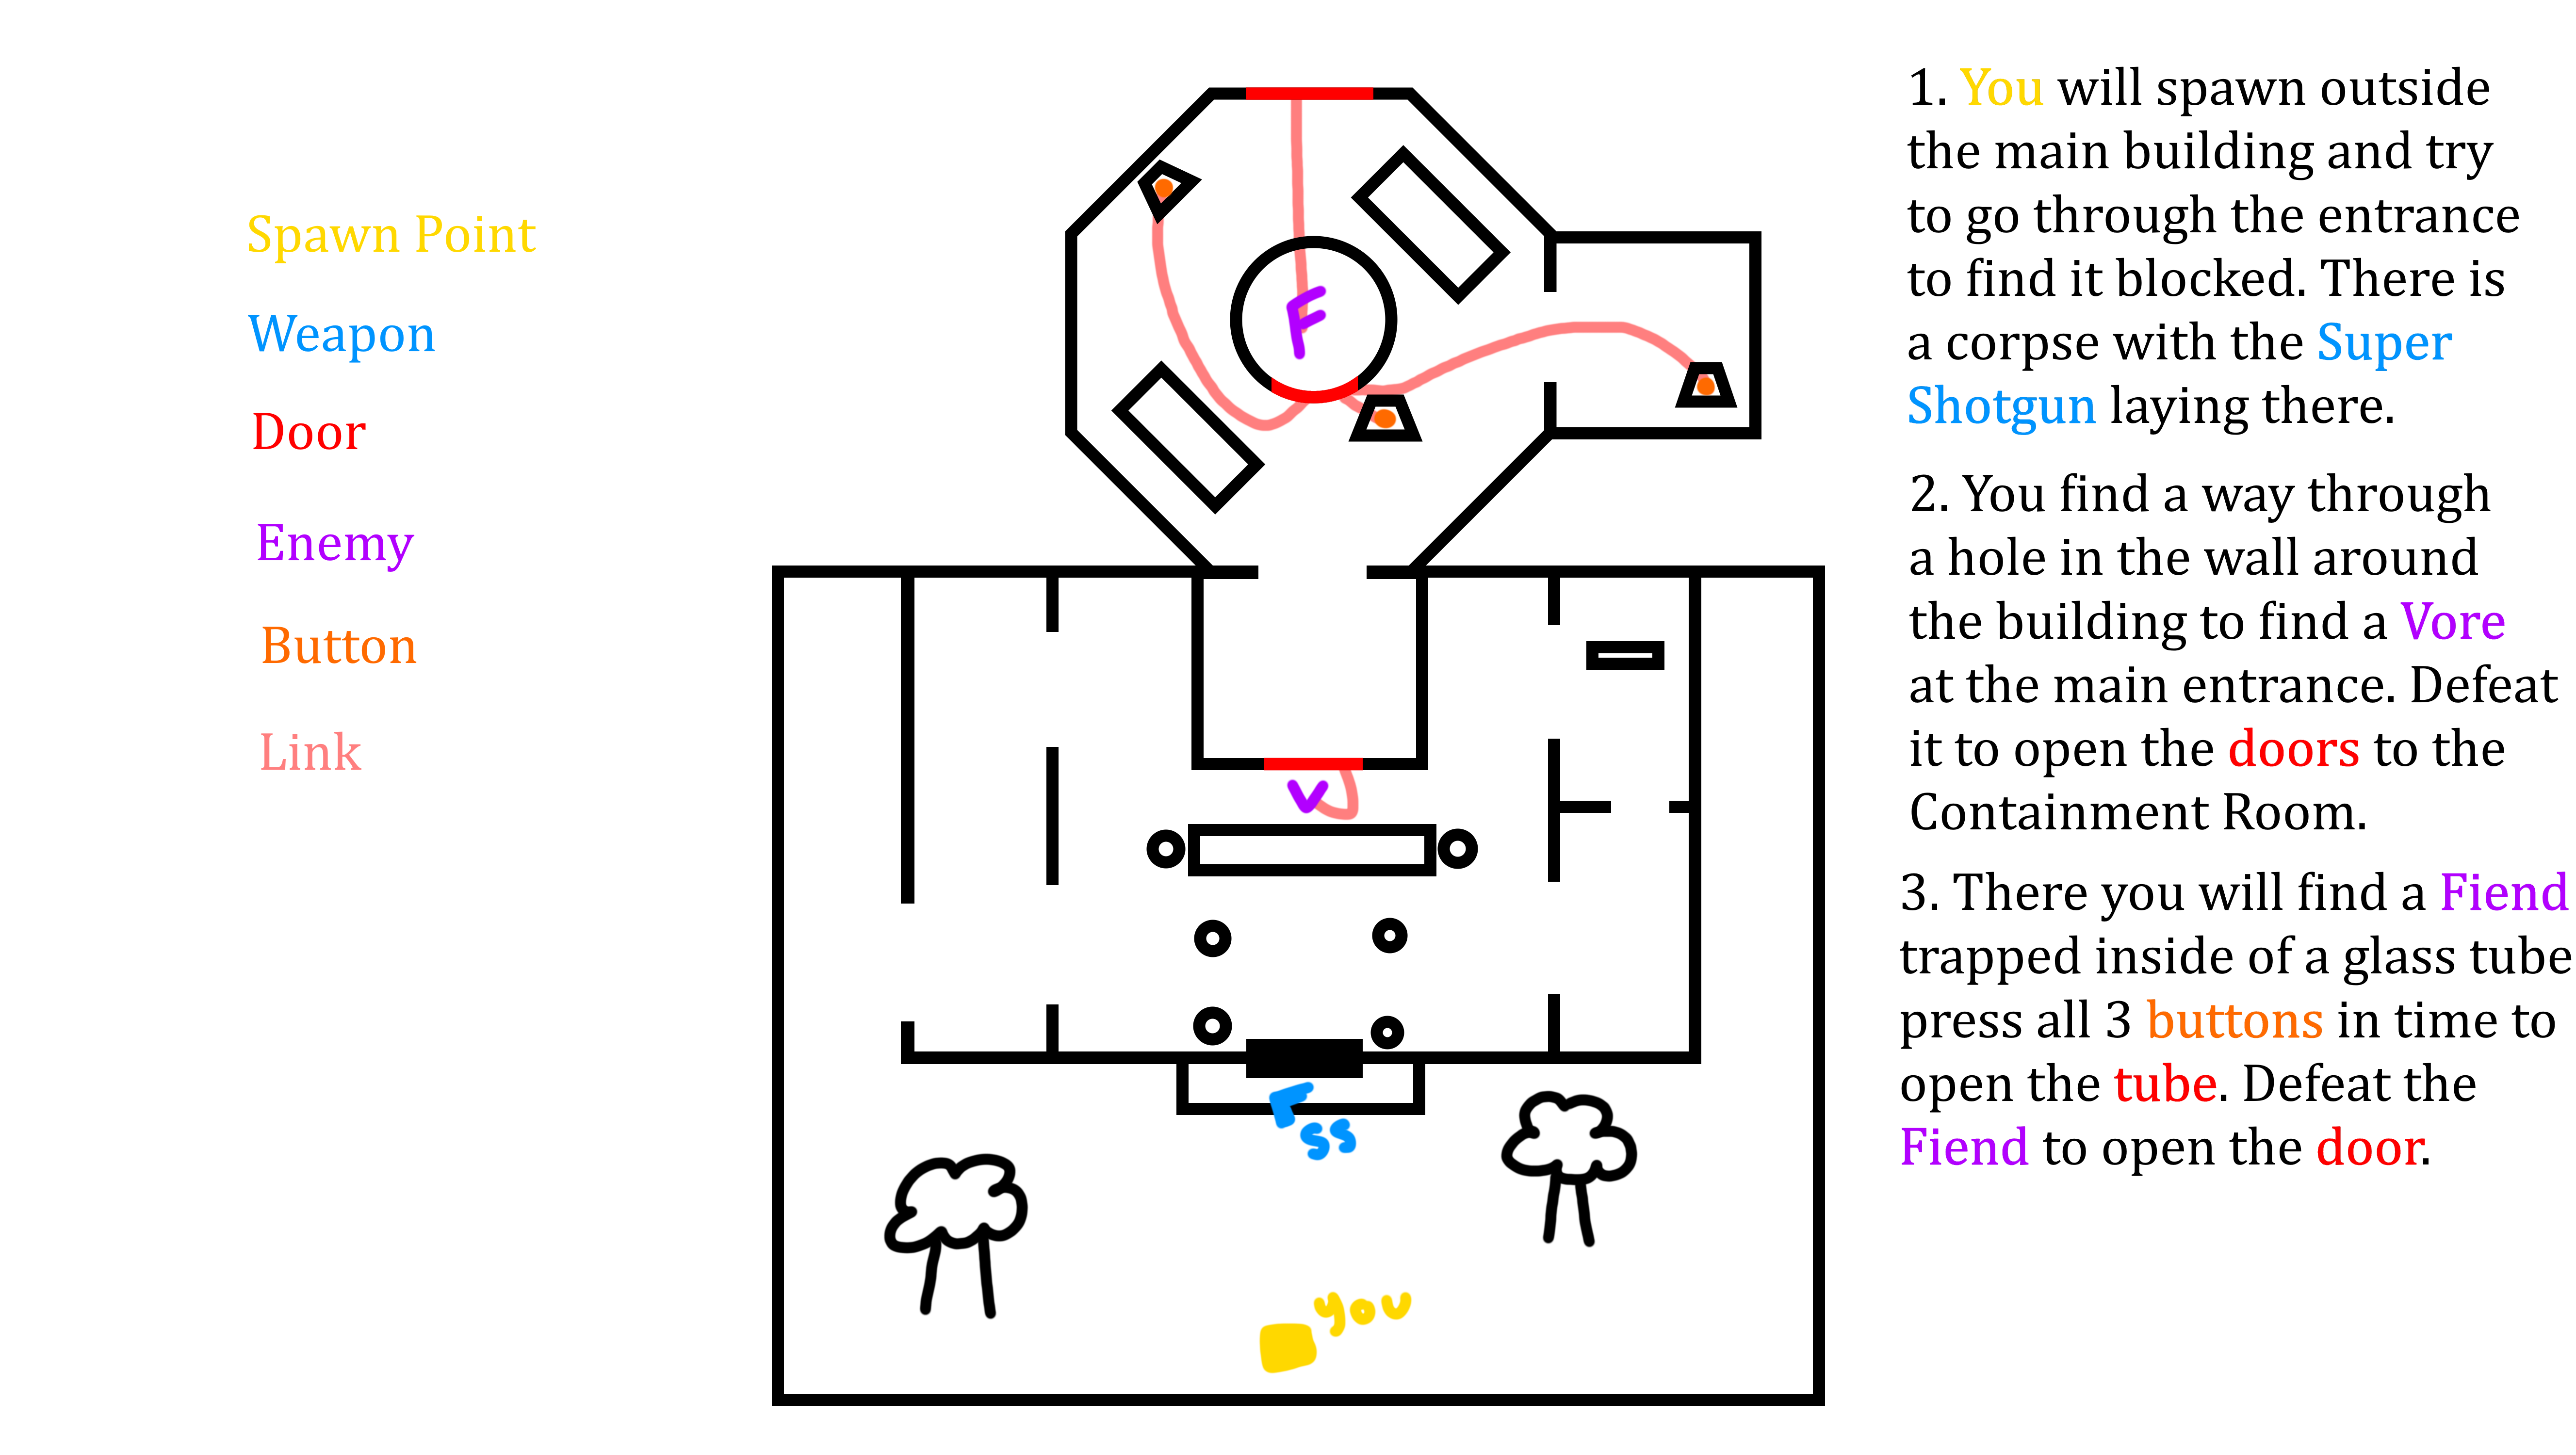 Spawn Point
Weapon
Door
Enemy
Button
Link
F
V
SS
you
1. You will spawn outside
the main building and try
to go through the entrance
to find it blocked. There is
a corpse with the Super
Shotgun laying there.
2. You find a way through
a hole in the wall around
the building to find a Vore
at the main entrance. Defeat
it to open the doors to the
Containment Room.
3. There you will find a Fiend
trapped inside of a glass tube
press all 3 buttons in time to
open the tube. Defeat the
Fiend to open the door.